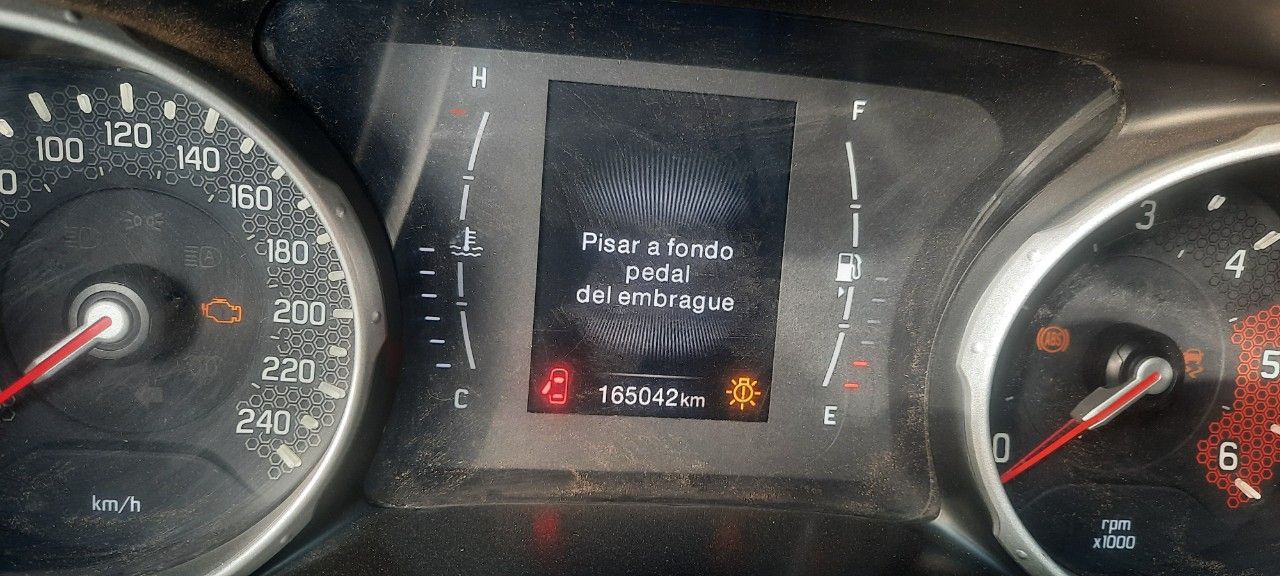 100
120
140
160
180
200
220
240
km/h
H
C
Pisar a fondo
pedal
del embrague
165042km
F
E
ABS
0
3
4
5
6
rpm
x1000